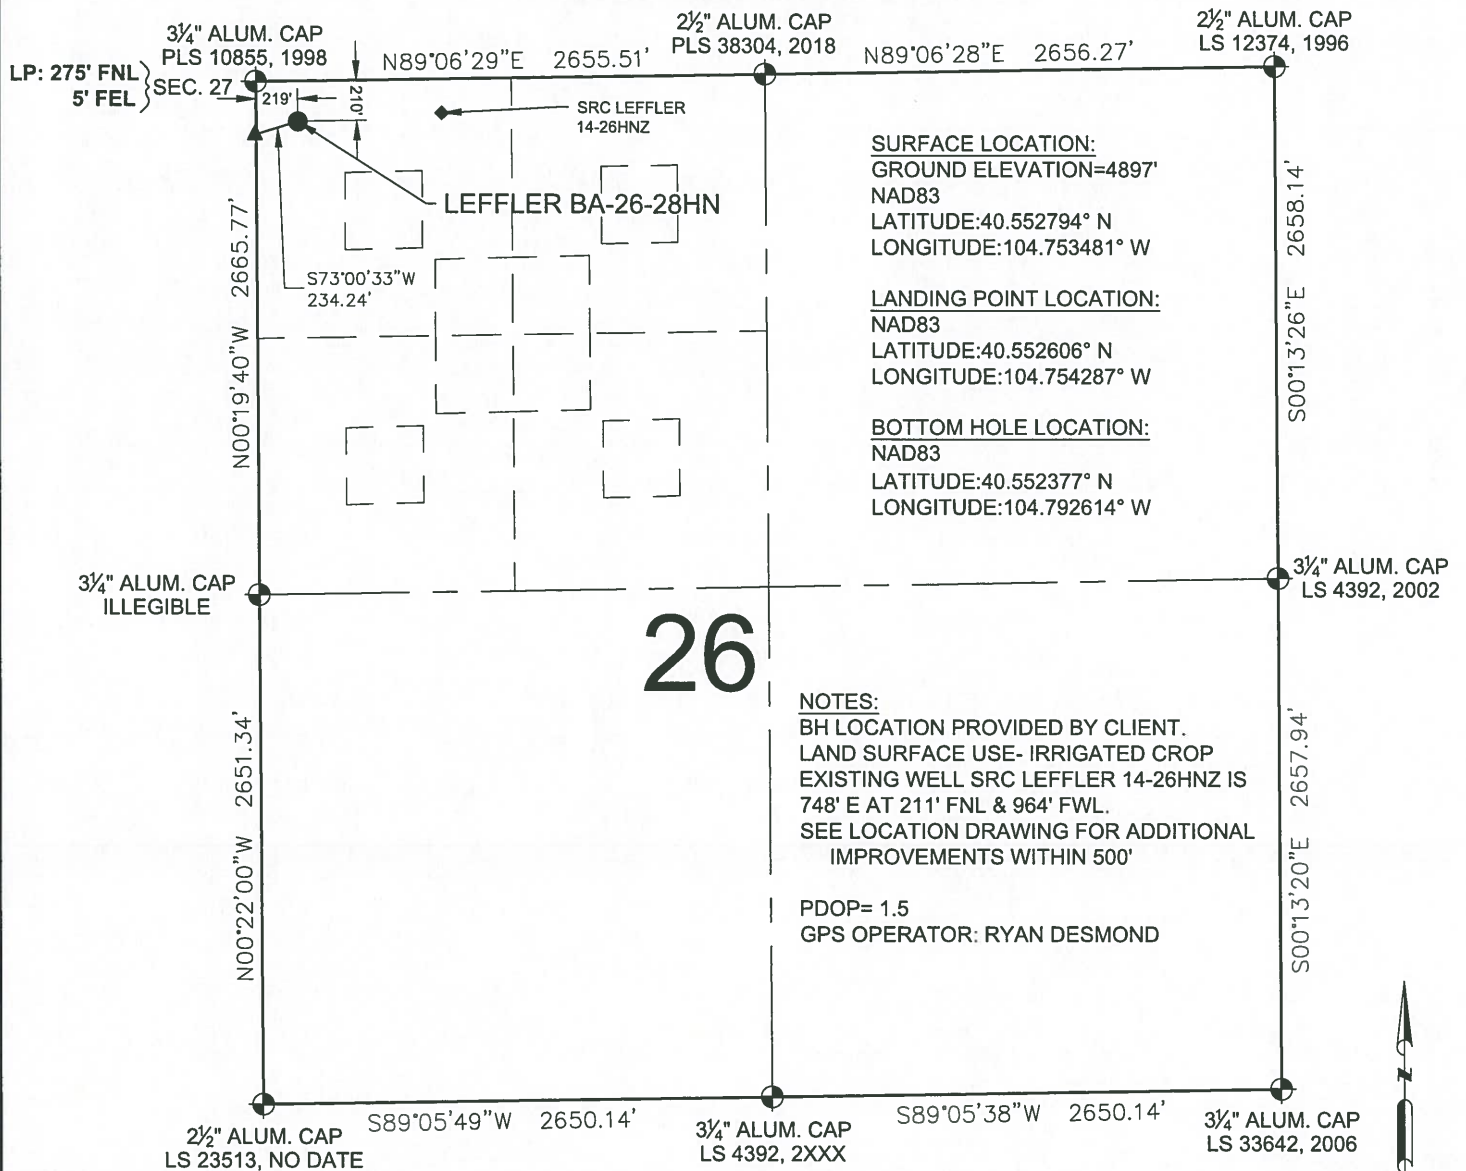 3¼" ALUM. CAP
PLS 10855, 1998
2½" ALUM. CAP
PLS 38304, 2018
2½" ALUM. CAP
LS 12374, 1996
N89°06'29"E 2655.51'
N89°06'28"E 2656.27'
LP: 275' FNL
5' FEL
SEC. 27
219'
210'
SRC LEFFLER
14-26HNZ
LEFFLER BA-26-28HN
S73°00'33"W
234.24'
N00°19'40"W 2665.77'
SURFACE LOCATION:
GROUND ELEVATION=4897'
NAD83
LATITUDE:40.552794° N
LONGITUDE:104.753481° W
LANDING POINT LOCATION:
NAD83
LATITUDE:40.552606° N
LONGITUDE:104.754287° W
BOTTOM HOLE LOCATION:
NAD83
LATITUDE:40.552377° N
LONGITUDE:104.792614° W
S00°13'26"E 2658.14'
3¼" ALUM. CAP
ILLEGIBLE
3¼" ALUM. CAP
LS 4392, 2002
26
N00°22'00"W 2651.34'
NOTES:
BH LOCATION PROVIDED BY CLIENT.
LAND SURFACE USE- IRRIGATED CROP
EXISTING WELL SRC LEFFLER 14-26HNZ IS
748' E AT 211' FNL & 964' FWL.
SEE LOCATION DRAWING FOR ADDITIONAL
IMPROVEMENTS WITHIN 500'
PDOP= 1.5
GPS OPERATOR: RYAN DESMOND
S00°13'20"E 2657.94'
N
S89°05'49"W 2650.14'
S89°05'38"W 2650.14'
2½" ALUM. CAP
LS 23513, NO DATE
3¼" ALUM. CAP
LS 4392, 2XXX
3¼" ALUM. CAP
LS 33642, 2006